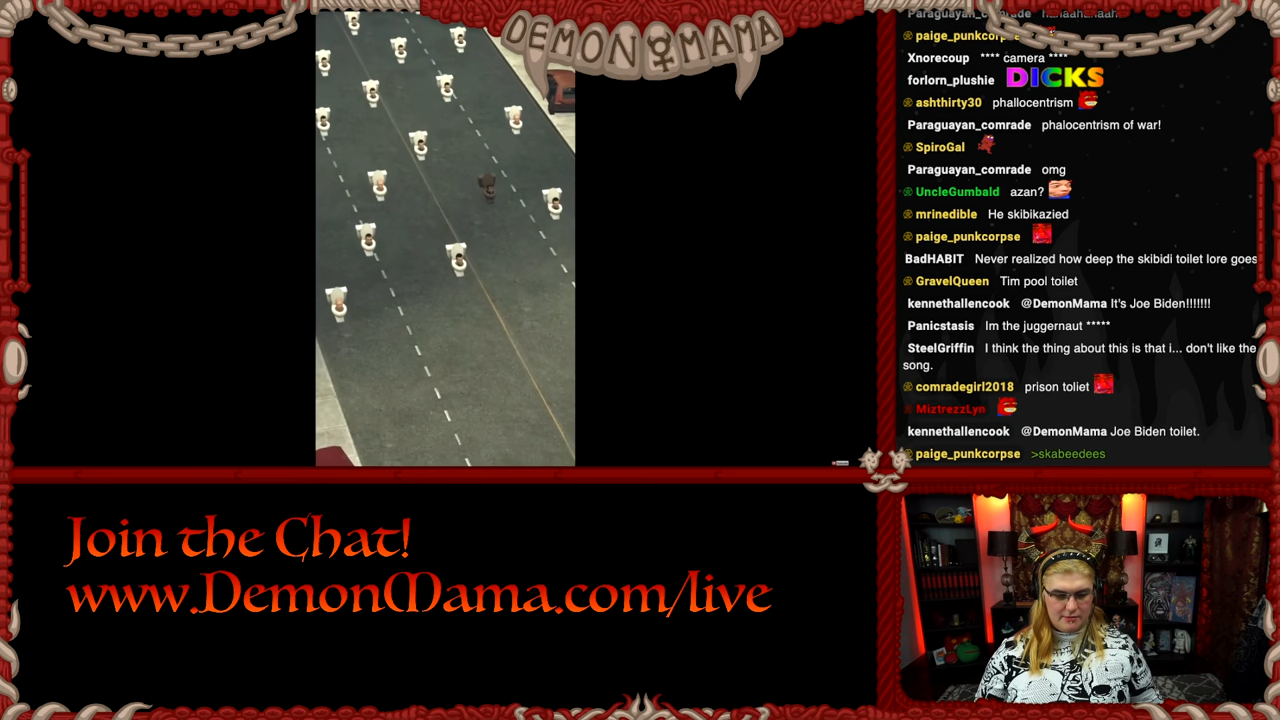 DEMON MAMA
Paraguayan_comrade hahaahahaah
paige_punkcorpse
Xnorecoup **** camera ****
forlorn_plushie DICKS
ashthirty30 phallocentrism
Paraguayan_comrade phalocentrism of war!
SpiroGal
Paraguayan_comrade omg
UncleGumbald azan?
mrinedible He skibikazied
paige_punkcorpse
BadHABIT Never realized how deep the skibidi toilet lore goes
GravelQueen Tim pool toilet
kennethallencook @DemonMama It's Joe Biden!!!!!!!
Panicstasis Im the juggernaut *****
SteelGriffin I think the thing about this is that i... don't like the
song.
comradegirl2018 prison toliet
MiztrezzLyn
kennethallencook @DemonMama Joe Biden toilet.
paige_punkcorpse >skabeedees
Join the Chat!
www.DemonMama.com/live